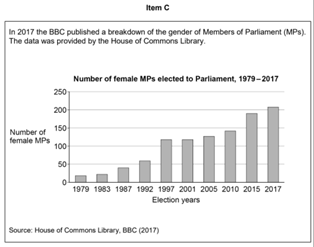 Item C
In 2017 the BBC published a breakdown of the gender of Members of Parliament (MPs).
The data was provided by the House of Commons Library.
Number of female MPs elected to Parliament, 1979–2017
250
200
150
100
50
0
Number of
female MPs
1979 1983 1987 1992 1997 2001 2005 2010 2015 2017
Election years
Source: House of Commons Library, BBC (2017)